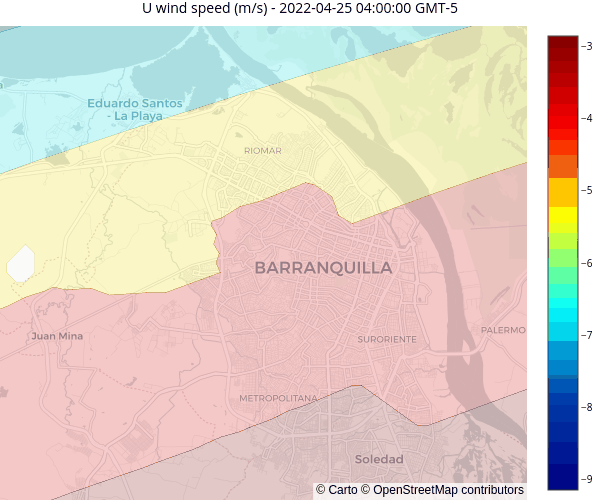 U wind speed (m/s) - 2022-04-25 04:00:00 GMT-5
−3
Eduardo Santos
- La Playa
−4
RIOMAR
−5
BARRANQUILLA
−6
Juan Mina
SURORIENTE
PALERMO
−7
METROPOLITANA
−8
Soledad
−9
© Carto © OpenStreetMap contributors